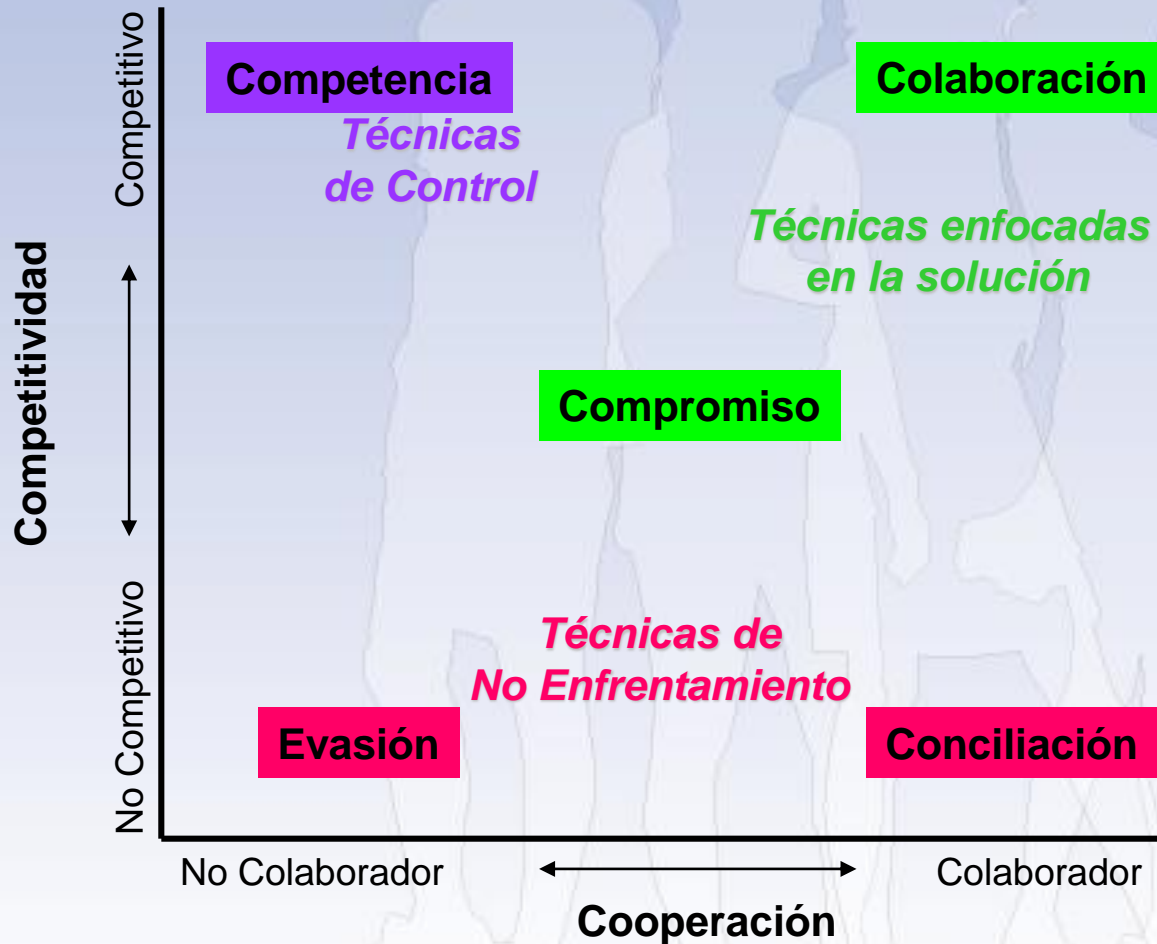 Competitivo
Competencia
Colaboración
Técnicas
de Control
Técnicas enfocadas
en la solución
Competitividad
Compromiso
No Competitivo
Técnicas de
No Enfrentamiento
Evasión
Conciliación
No Colaborador
Colaborador
Cooperación